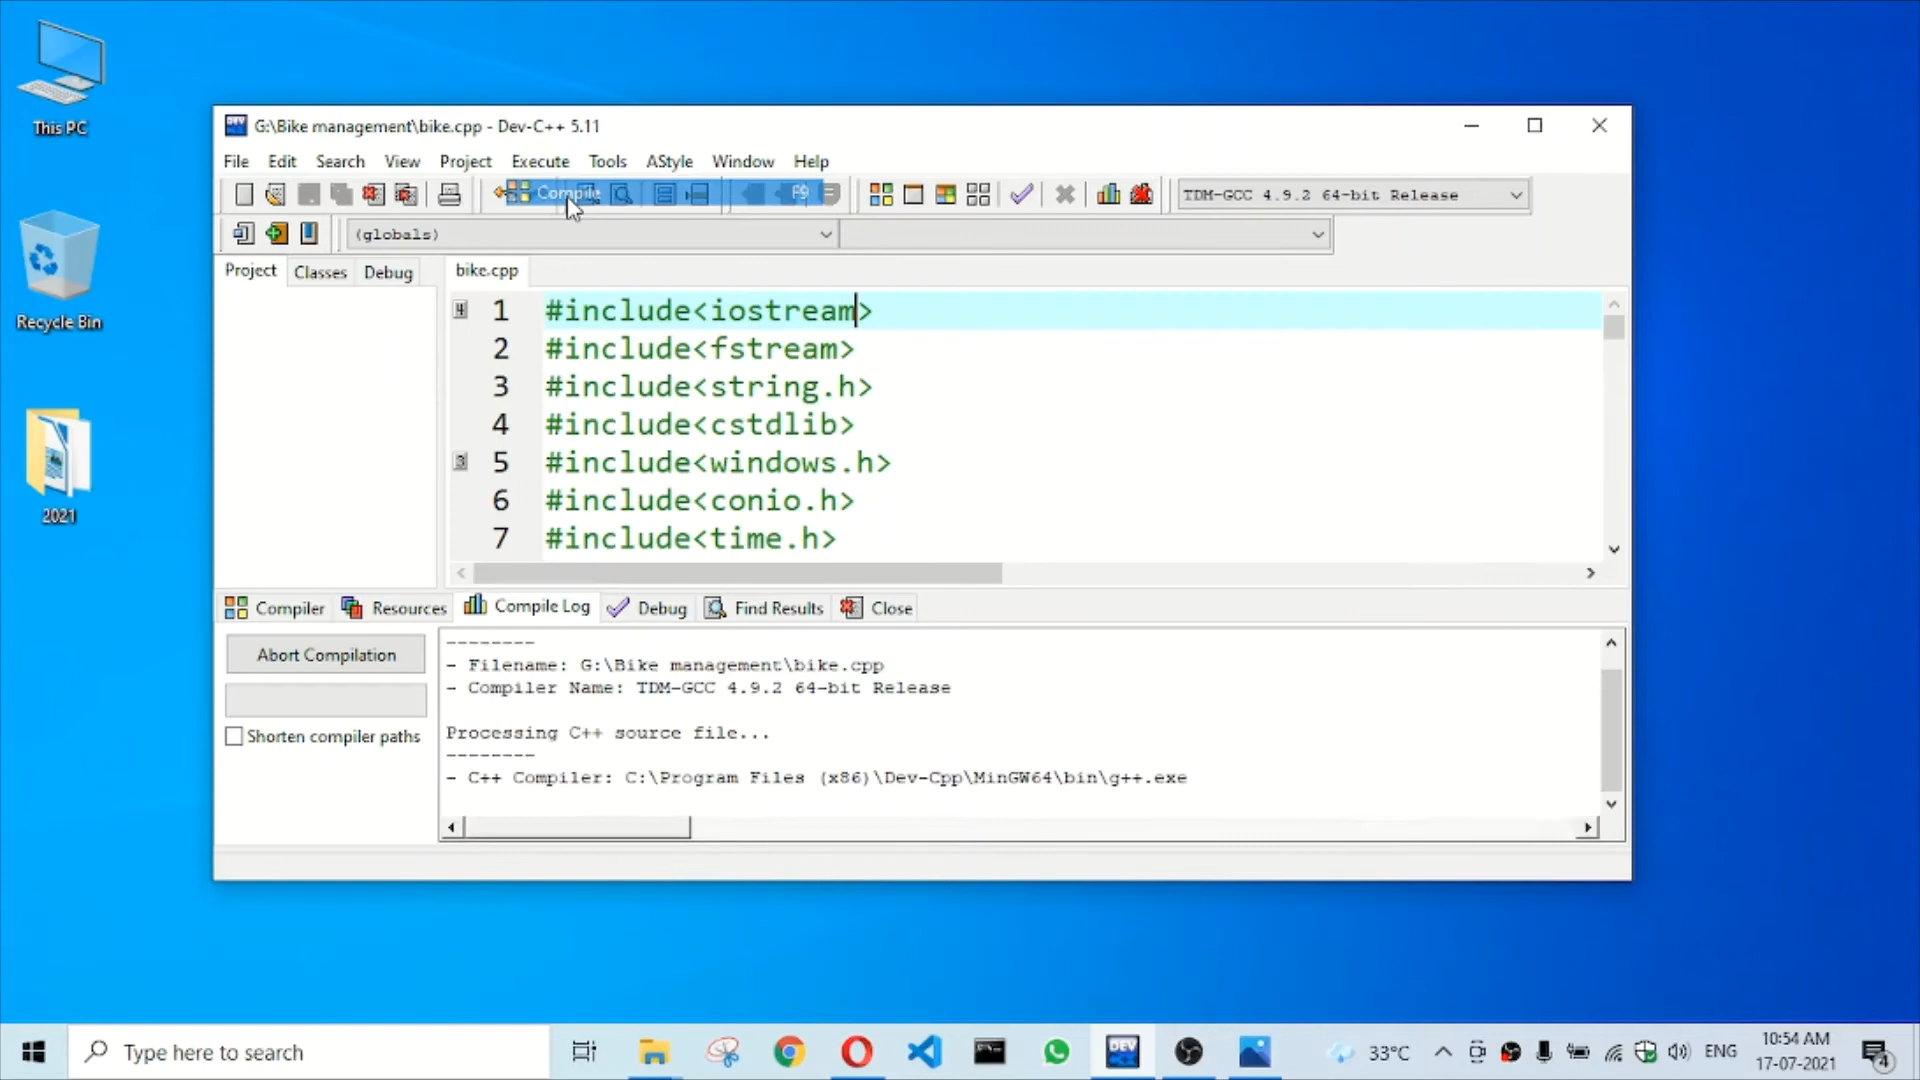 This PC
Recycle Bin
2021
DEV
G:\Bike management\bike.cpp - Dev-C++ 5.11
File Edit Search View Project Execute Tools AStyle Window Help
Compile F9
TDM-GCC 4.9.2 64-bit Release
(globals)
Project Classes Debug
bike.cpp
1 #include<iostream>
2 #include<fstream>
3 #include<string.h>
4 #include<cstdlib>
5 #include<windows.h>
6 #include<conio.h>
7 #include<time.h>
Compiler Resources Compile Log Debug Find Results Close
Abort Compilation
Shorten compiler paths
--------
- Filename: G:\Bike management\bike.cpp
- Compiler Name: TDM-GCC 4.9.2 64-bit Release
Processing C++ source file...
--------
- C++ Compiler: C:\Program Files (x86)\Dev-Cpp\MinGW64\bin\g++.exe
Type here to search
DEV
33°C
ENG
10:54 AM
17-07-2021
4